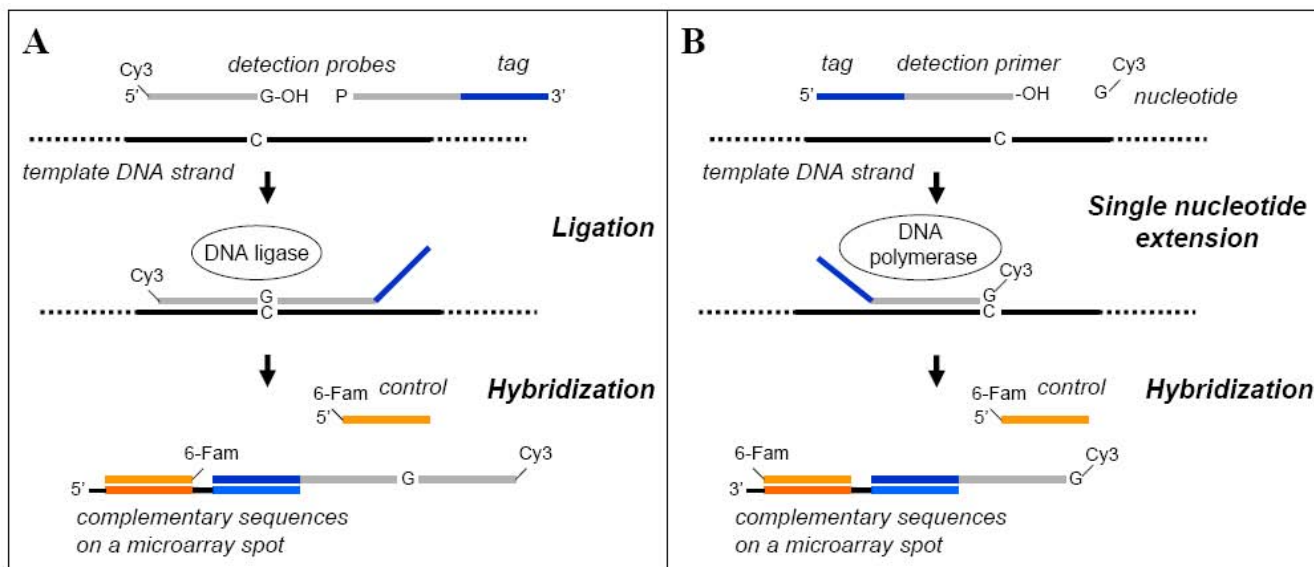 A
Cy3
detection probes
tag
5’
G-OH
P
3’
C
template DNA strand
Ligation
DNA ligase
Cy3
G
C
6-Fam
control
Hybridization
5’
6-Fam
Cy3
G
5’
complementary sequences
on a microarray spot
B
tag
detection primer
Cy3
5’
-OH
G
nucleotide
C
template DNA strand
Single nucleotide
extension
DNA
polymerase
Cy3
G
C
6-Fam
control
Hybridization
5’
6-Fam
Cy3
G
3’
complementary sequences
on a microarray spot